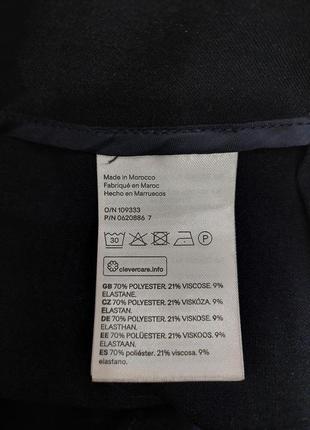 Made in Morocco
Fabriqué en Maroc
Hecho en Marruecos
O/N 109333
P/N 0620886 7
30 P
clevercare.info
GB 70% POLYESTER. 21% VISCOSE. 9%
ELASTANE.
CZ 70% POLYESTER. 21% VISKÓZA. 9%
ELASTAN.
DE 70% POLYESTER. 21% VISKOSE. 9%
ELASTHAN.
EE 70% POLÜESTER. 21% VISKOOS. 9%
ELASTAAN.
ES 70% poliéster. 21% viscosa. 9%
elastano.